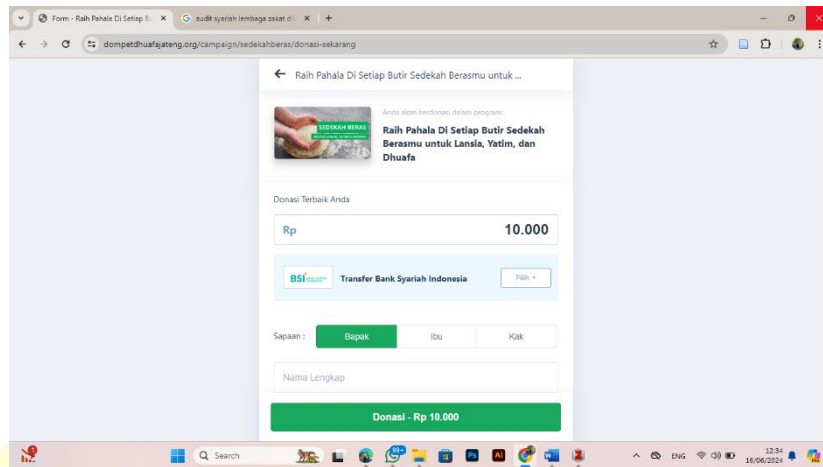 Form - Raih Pahala Di Setiap
audit syariah lembaga zakat di
dompetdhuafajateng.org/campaign/sedekahberas/donasi-sekarang
Raih Pahala Di Setiap Butir Sedekah Berasmu untuk ...
SEDEKAH BERAS
Anda akan berdonasi dalam program:
Raih Pahala Di Setiap Butir Sedekah
Berasmu untuk Lansia, Yatim, dan
Dhuafa
Donasi Terbaik Anda
Rp 10.000
BSI Transfer Bank Syariah Indonesia Pilih
Sapaan : Bapak Ibu Kak
Nama Lengkap
Donasi - Rp 10.000
Search
99+
Ps
Ai
ENG
12:34
16/06/2024